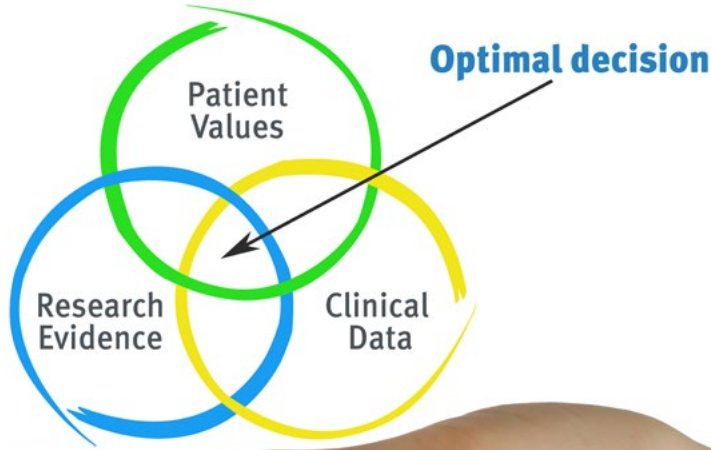 Optimal decision
Patient
Values
Research
Evidence
Clinical
Data